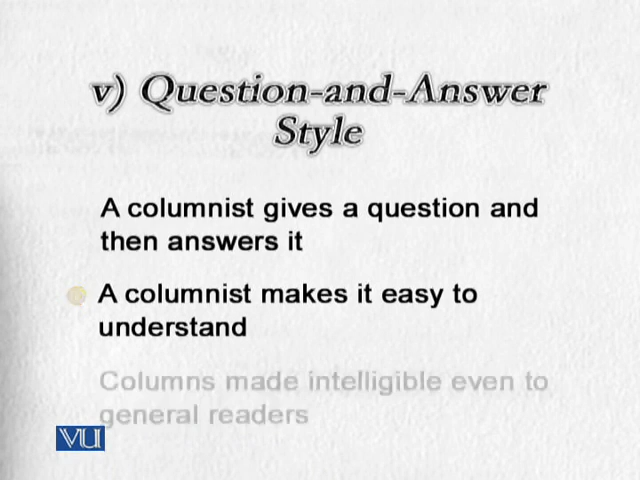 v) Question-and-Answer
Style
A columnist gives a question and
then answers it
A columnist makes it easy to
understand
Columns made intelligible even to
general readers
VU